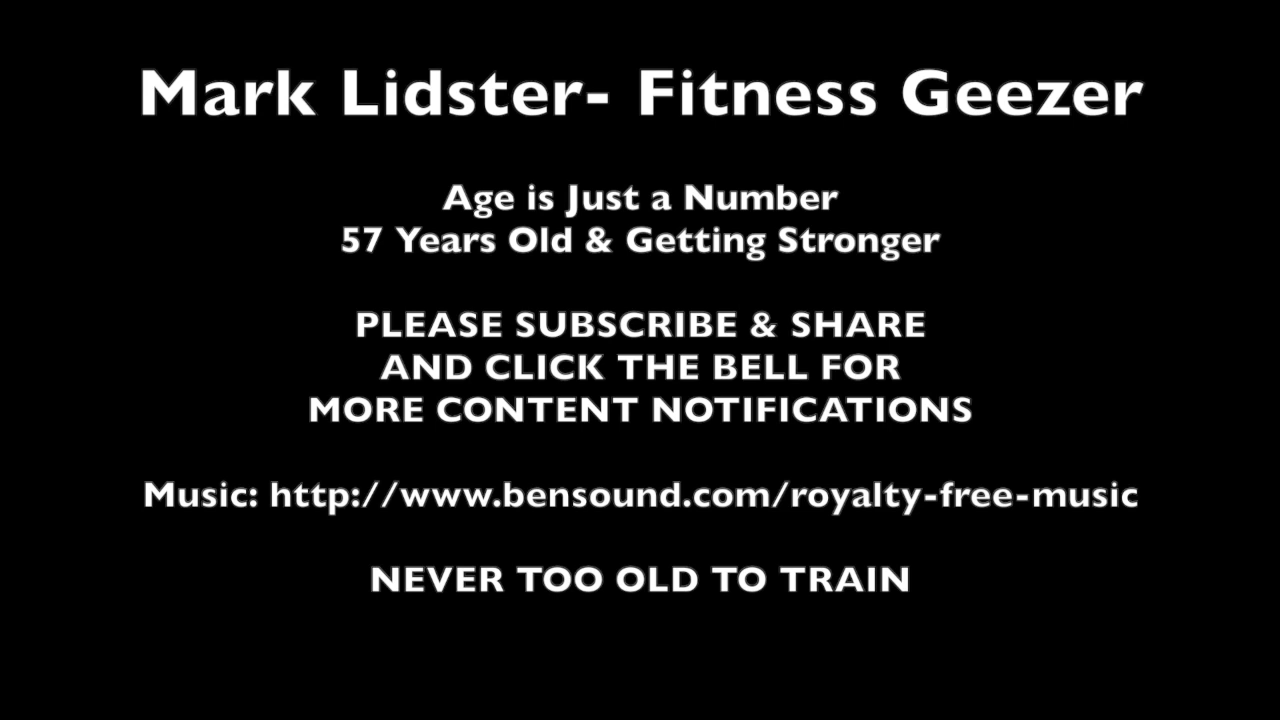 Mark Lidster- Fitness Geezer
Age is Just a Number
57 Years Old & Getting Stronger
PLEASE SUBSCRIBE & SHARE
AND CLICK THE BELL FOR
MORE CONTENT NOTIFICATIONS
Music: http://www.bensound.com/royalty-free-music
NEVER TOO OLD TO TRAIN